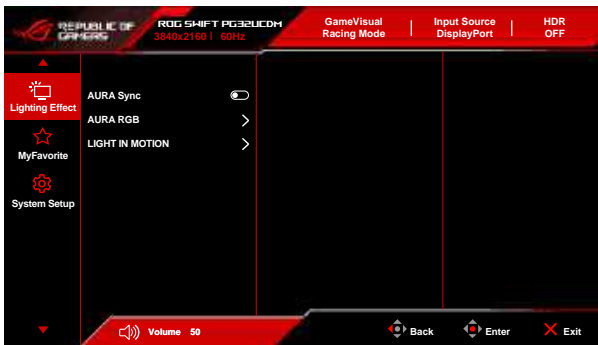 REPUBLIC OF
GAMERS
ROG SWIFT PG32UCDM
3840x2160 | 60Hz
GameVisual
Racing Mode
Input Source
DisplayPort
HDR
OFF
Lighting Effect
MyFavorite
System Setup
AURA Sync
AURA RGB
LIGHT IN MOTION
Volume 50
Back
Enter
Exit